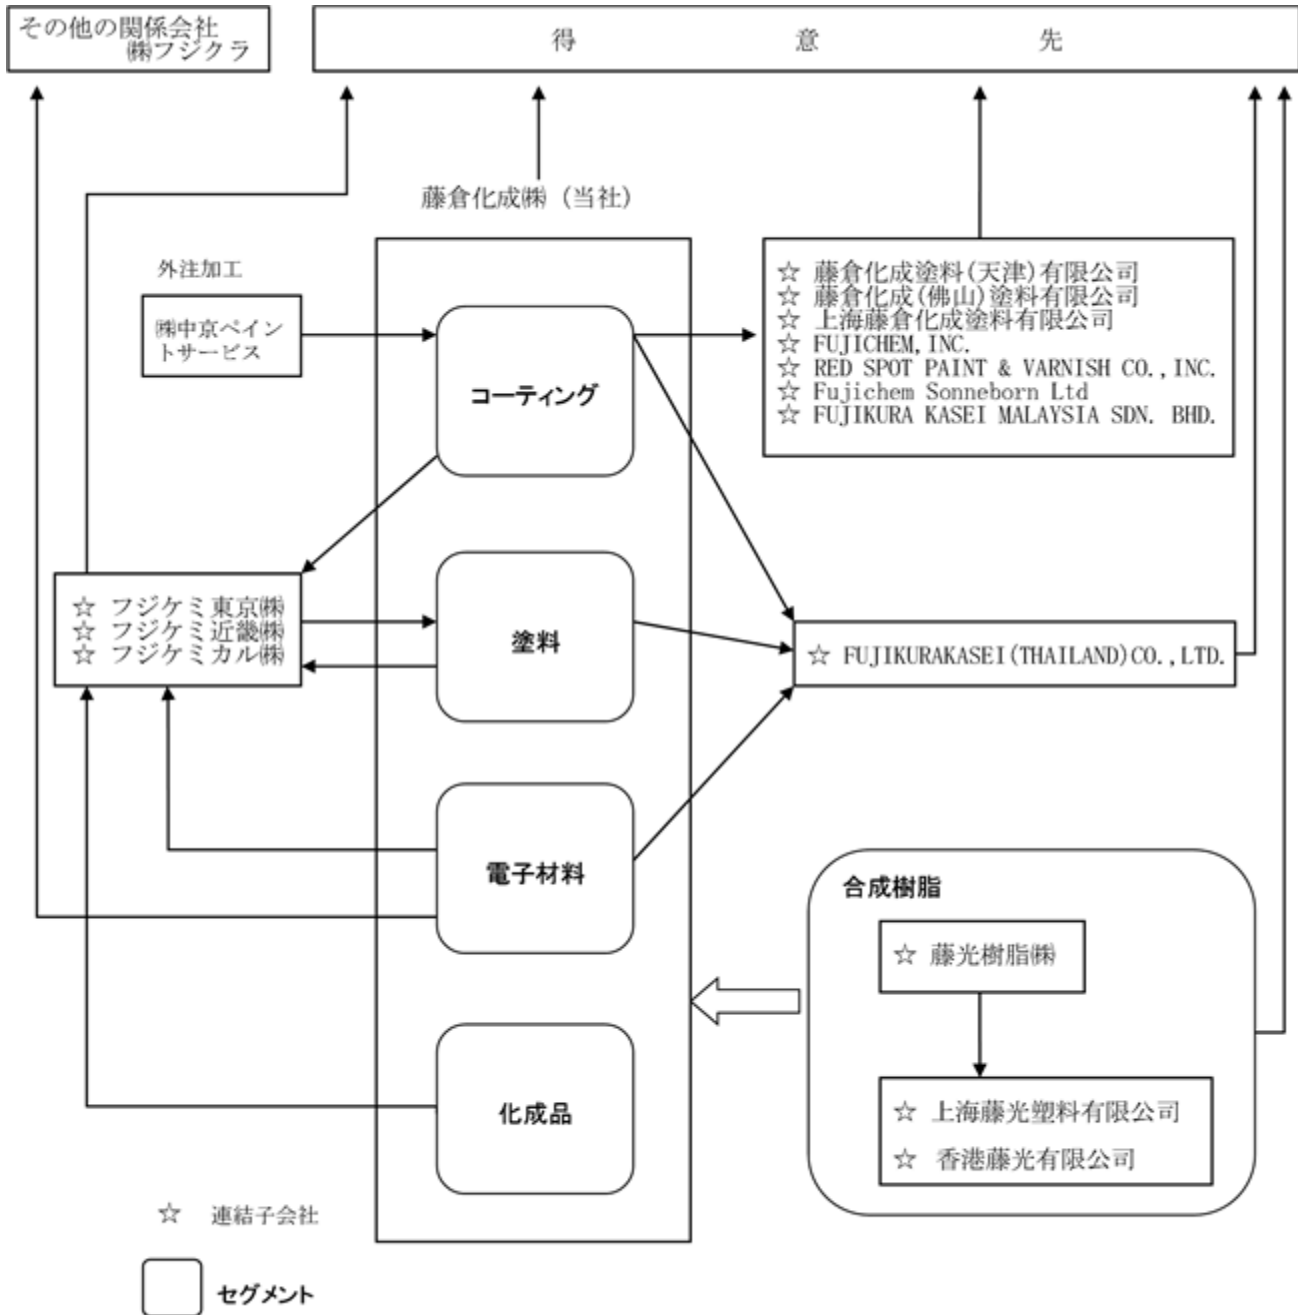 その他の関係会社
㈱フジクラ
得意先
藤倉化成㈱(当社)
外注加工
㈱中京ペイン
トサービス
コーティング
☆ 藤倉化成塗料(天津)有限公司
☆ 藤倉化成(佛山)塗料有限公司
☆ 上海藤倉化成塗料有限公司
☆ FUJICHEM, INC.
☆ RED SPOT PAINT & VARNISH CO., INC.
☆ Fujichem Sonneborn Ltd
☆ FUJIKURA KASEI MALAYSIA SDN. BHD.
☆ フジケミ東京㈱
☆ フジケミ近畿㈱
☆ フジケミカル㈱
塗料
☆ FUJIKURAKASEI(THAILAND)CO.,LTD.
電子材料
合成樹脂
☆ 藤光樹脂㈱
化成品
☆ 上海藤光塑料有限公司
☆ 香港藤光有限公司
☆ 連結子会社
セグメント